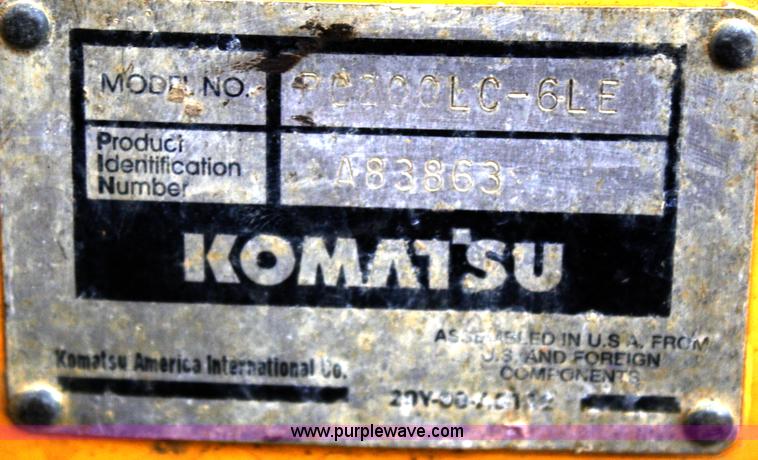 MODEL NO. PC200LC-6LE
Product
Identification
Number
A83863
KOMATSU
ASSEMBLED IN U.S.A. FROM
U.S. AND FOREIGN
COMPONENTS
Komatsu America International Co.
www.purplewave.com